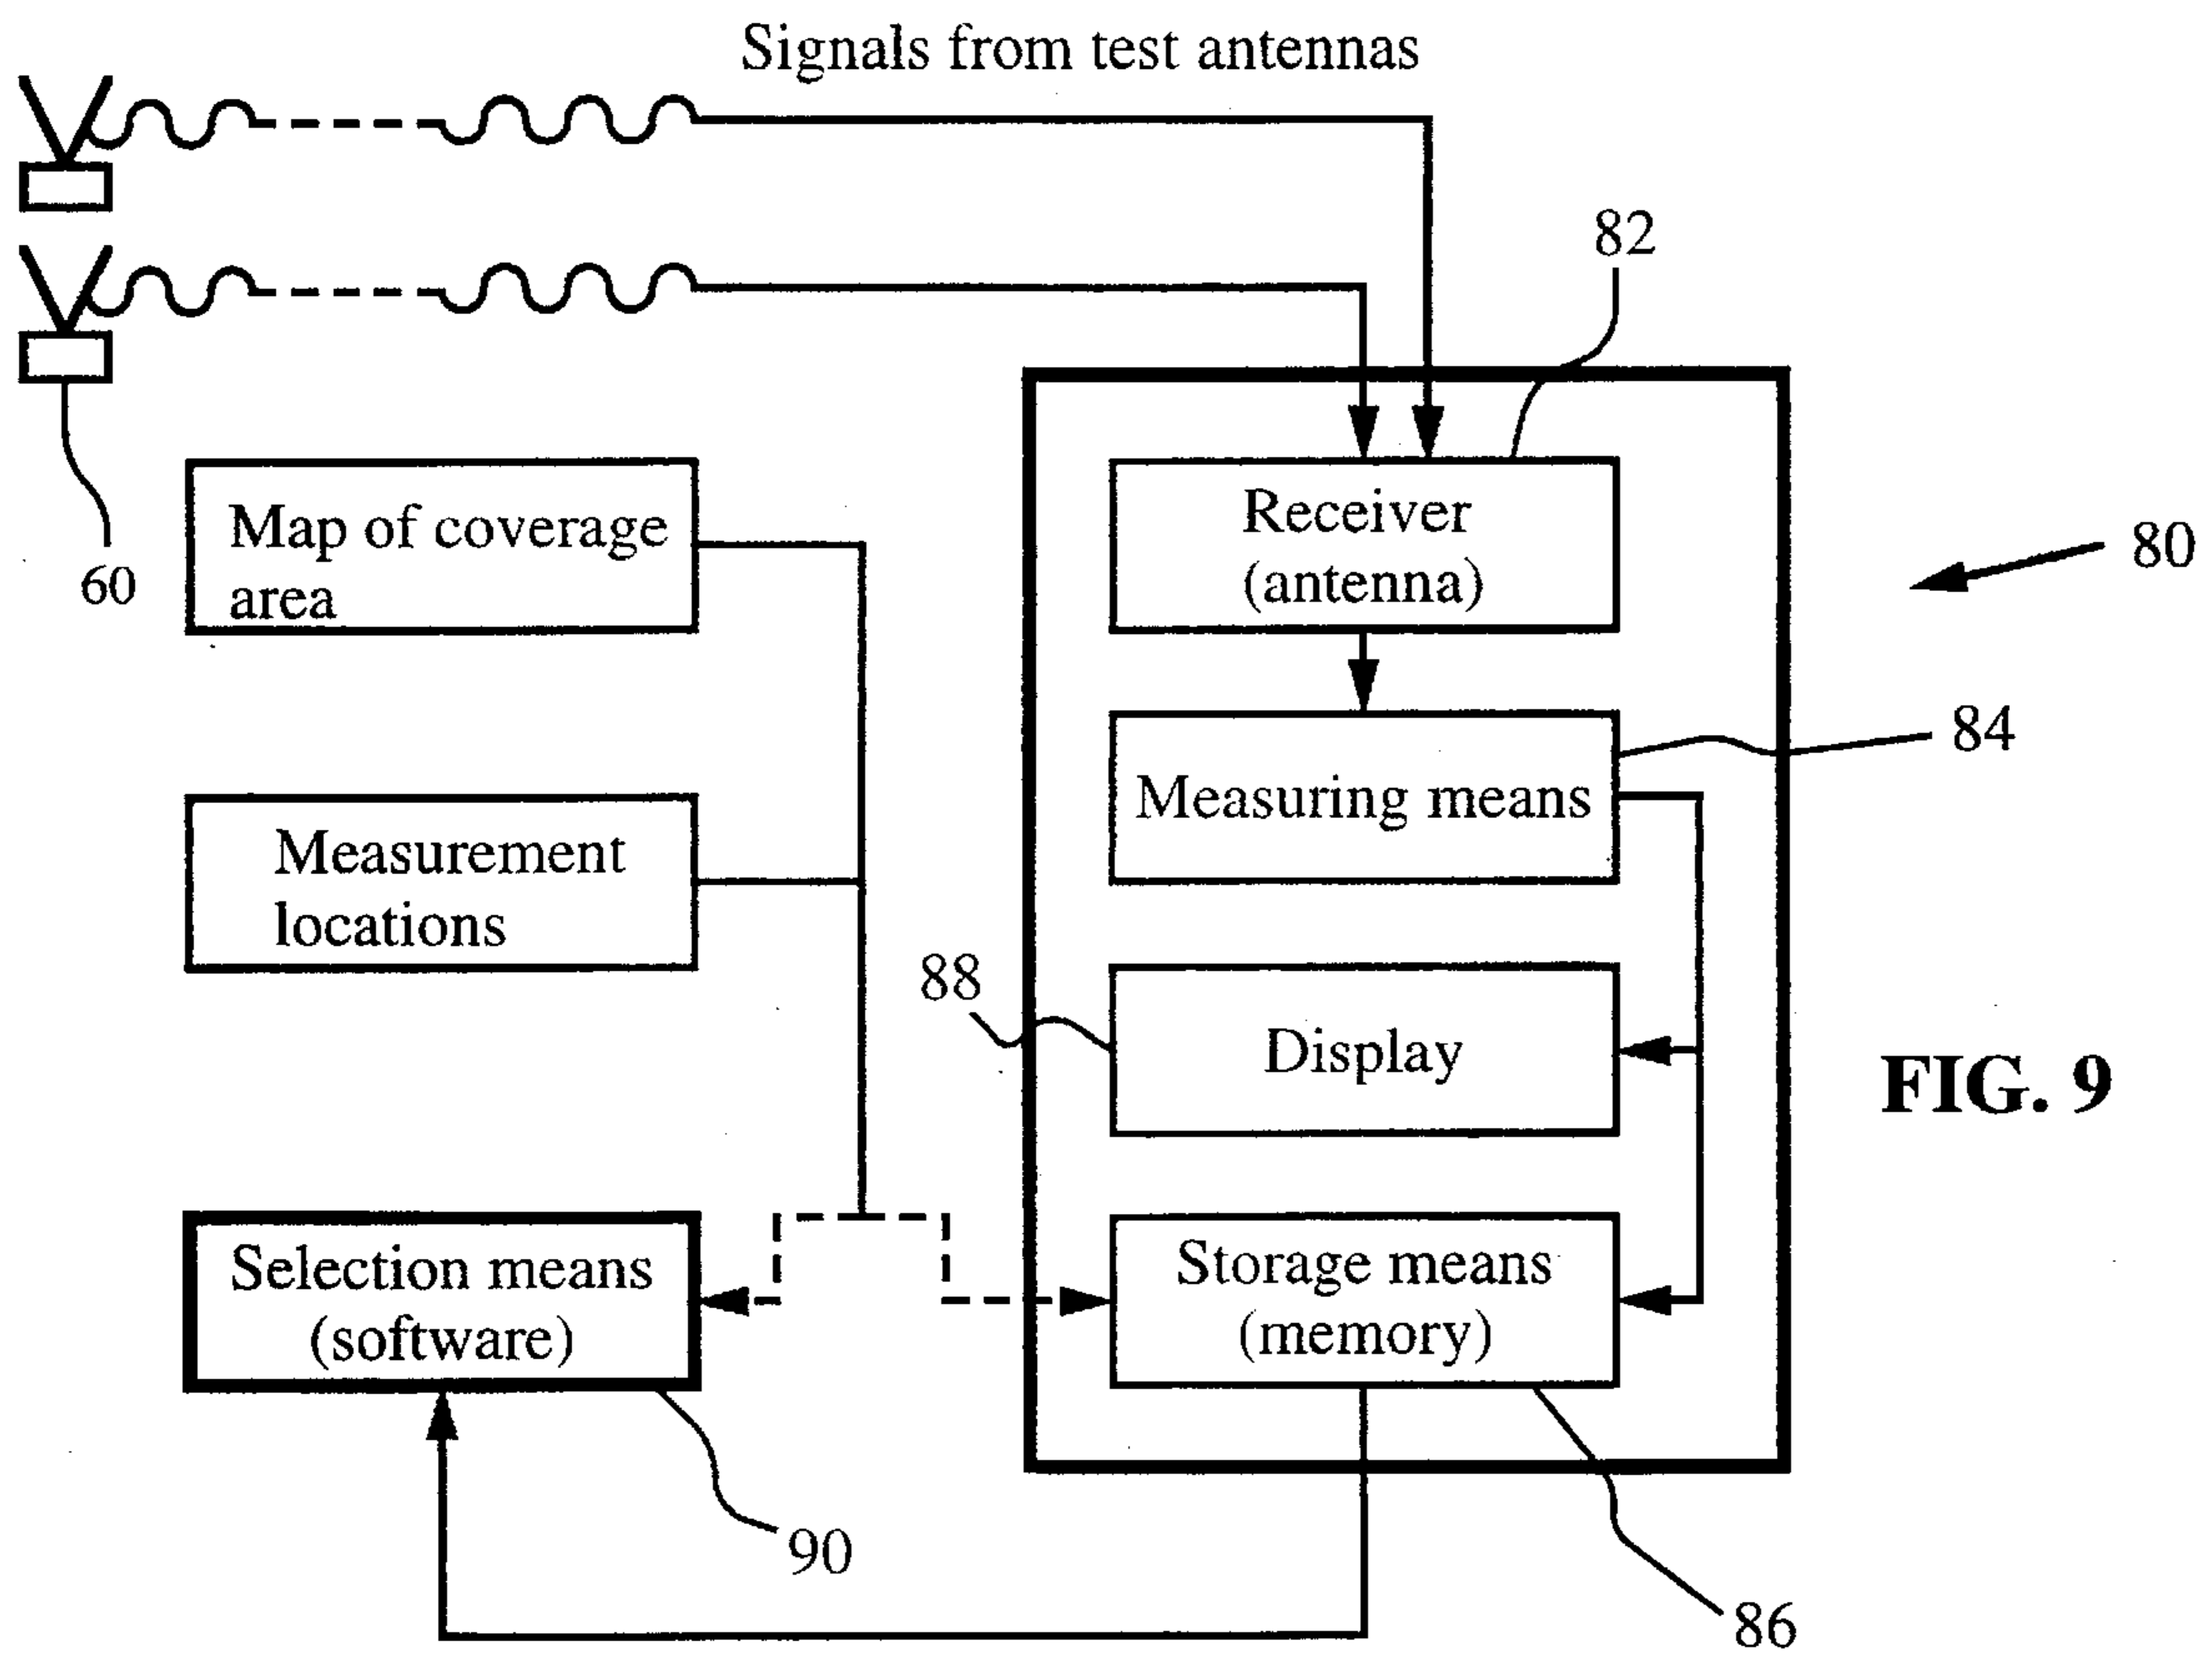 Signals from test antennas
82
60
Map of coverage
area
Receiver
(antenna)
80
84
Measuring means
Measurement
locations
88
Display
FIG. 9
Selection means
(software)
Storage means
(memory)
90
86